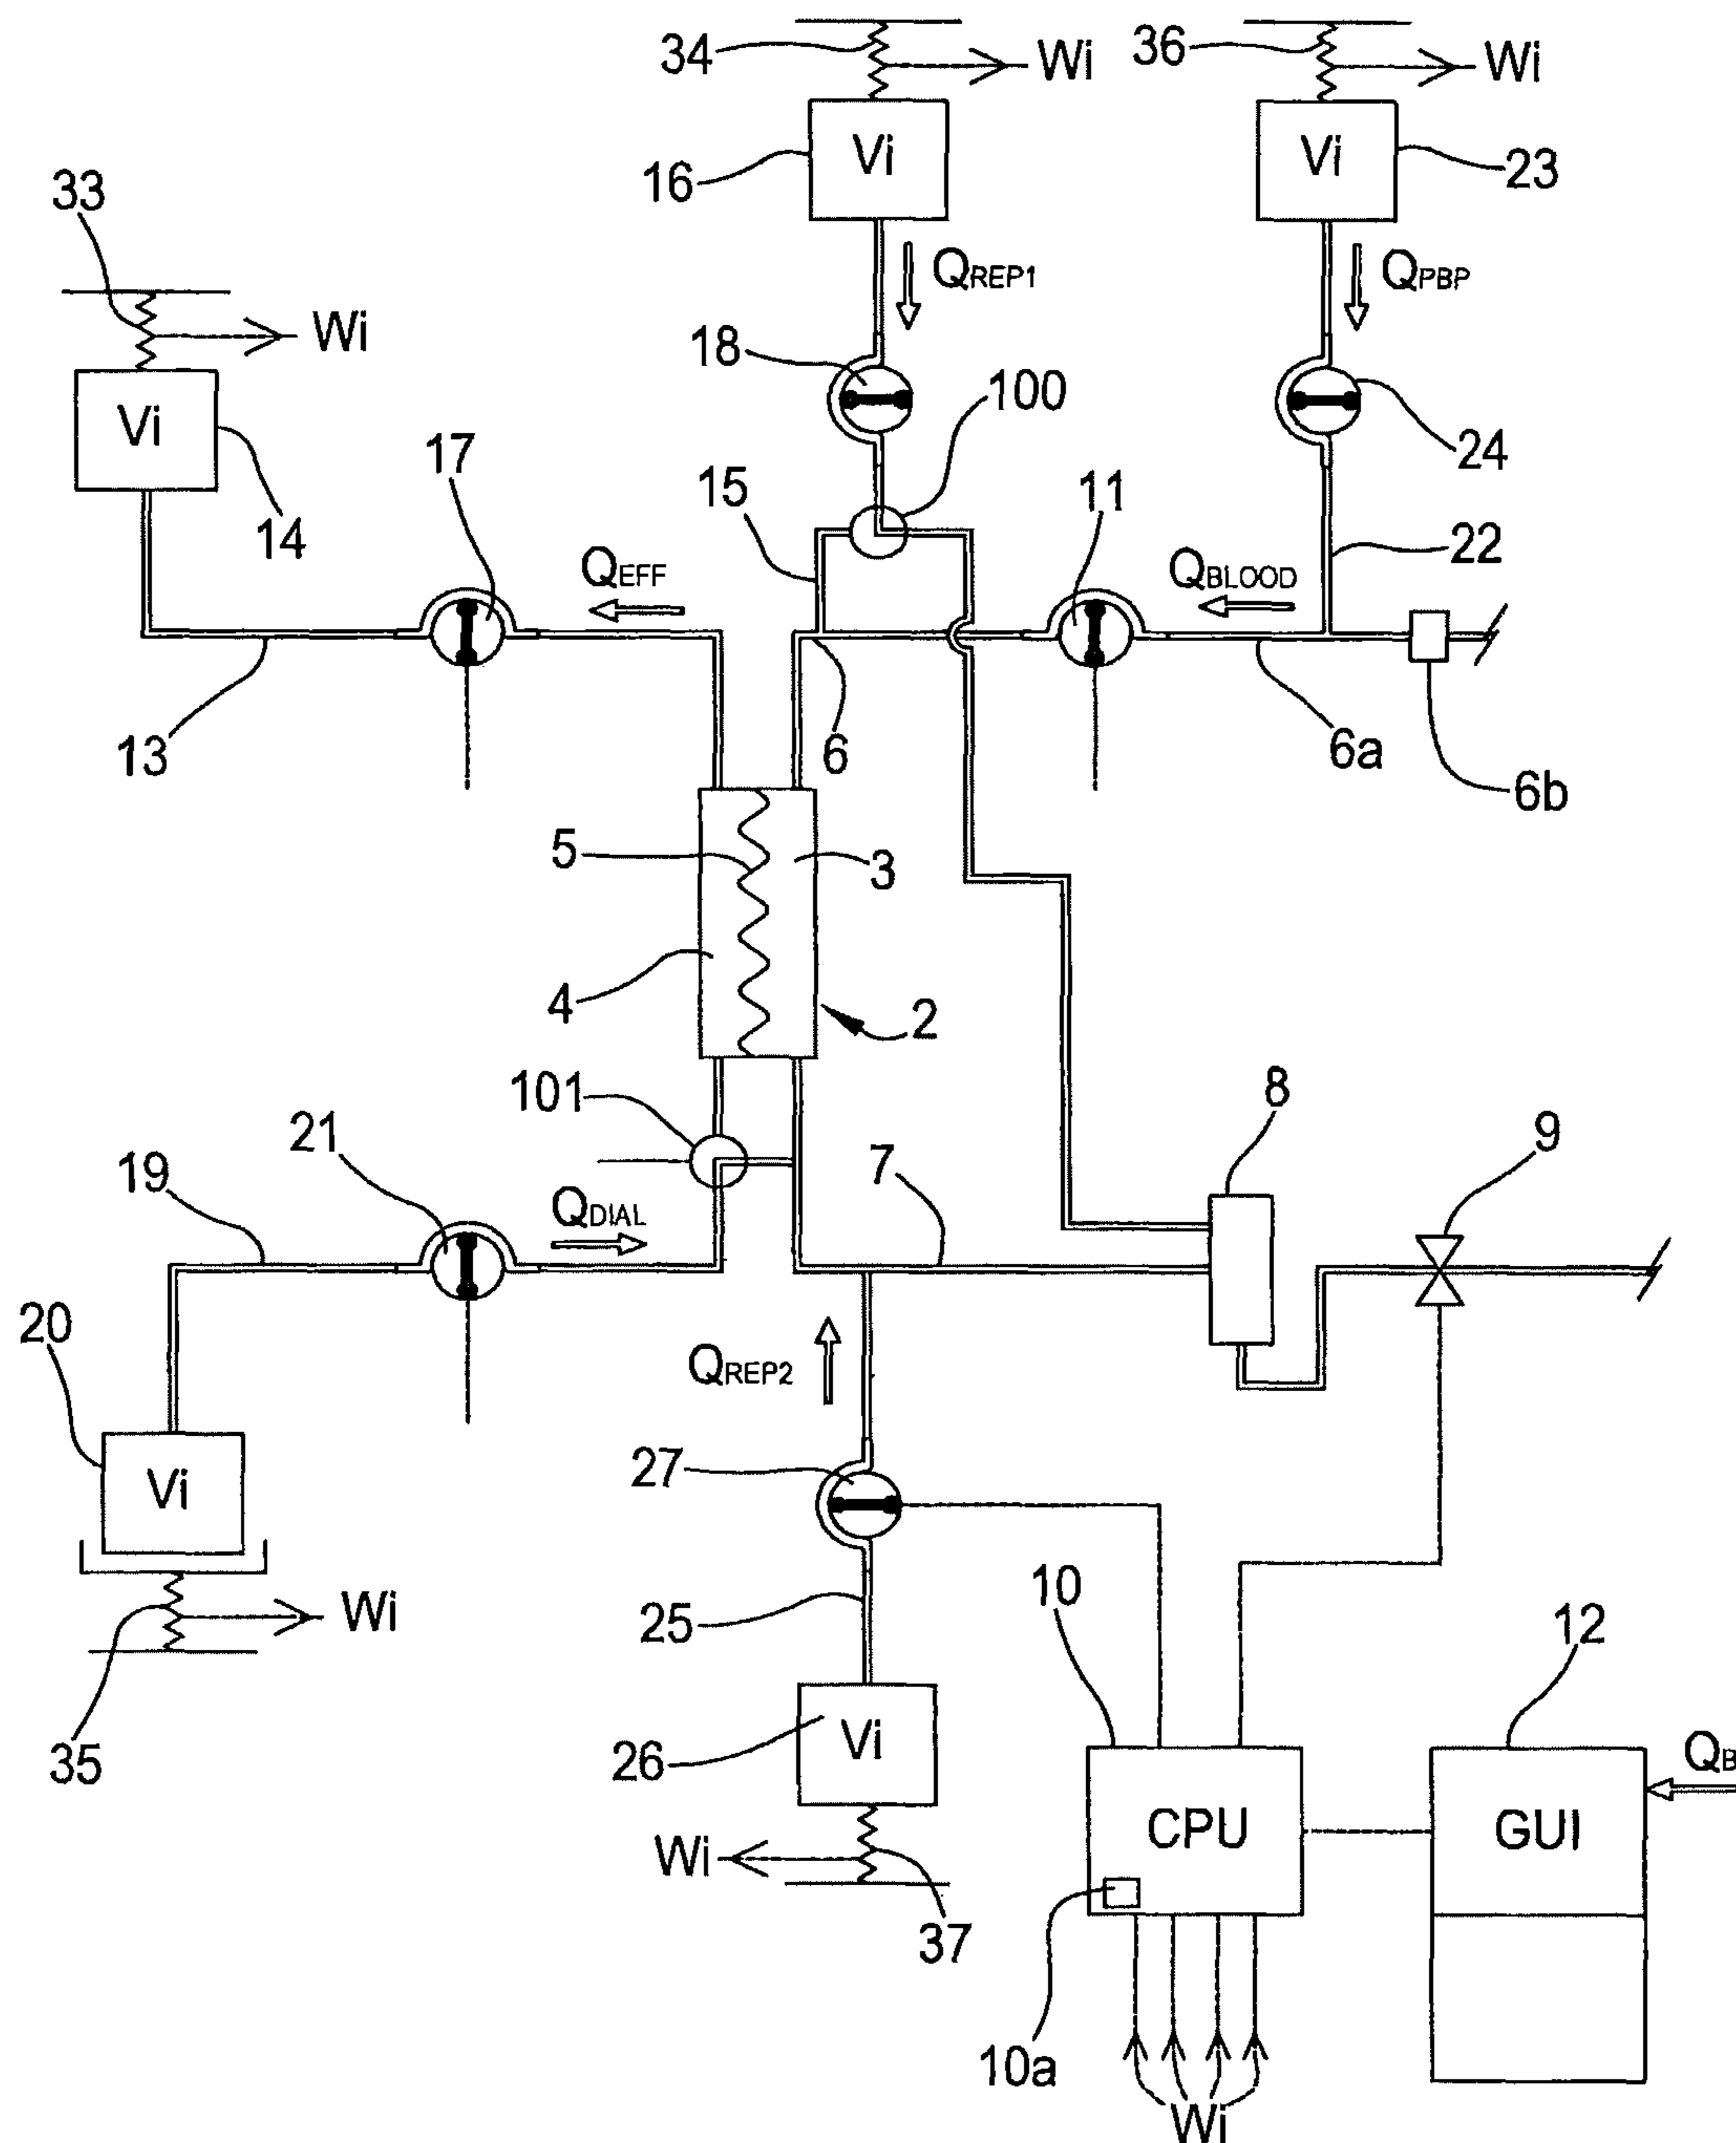 34
Wi
36
Wi
16
Vi
Vi
23
33
Wi
QREP1
QPBP
Vi
18
100
24
14
17
15
11
22
QEFF
QBLOOD
13
6
6a
6b
5
3
4
2
101
8
9
21
19
QDIAL
7
20
QREP2
Vi
27
Wi
25
10
12
35
26
Vi
QB
CPU
GUI
Wi
37
10a
Wi